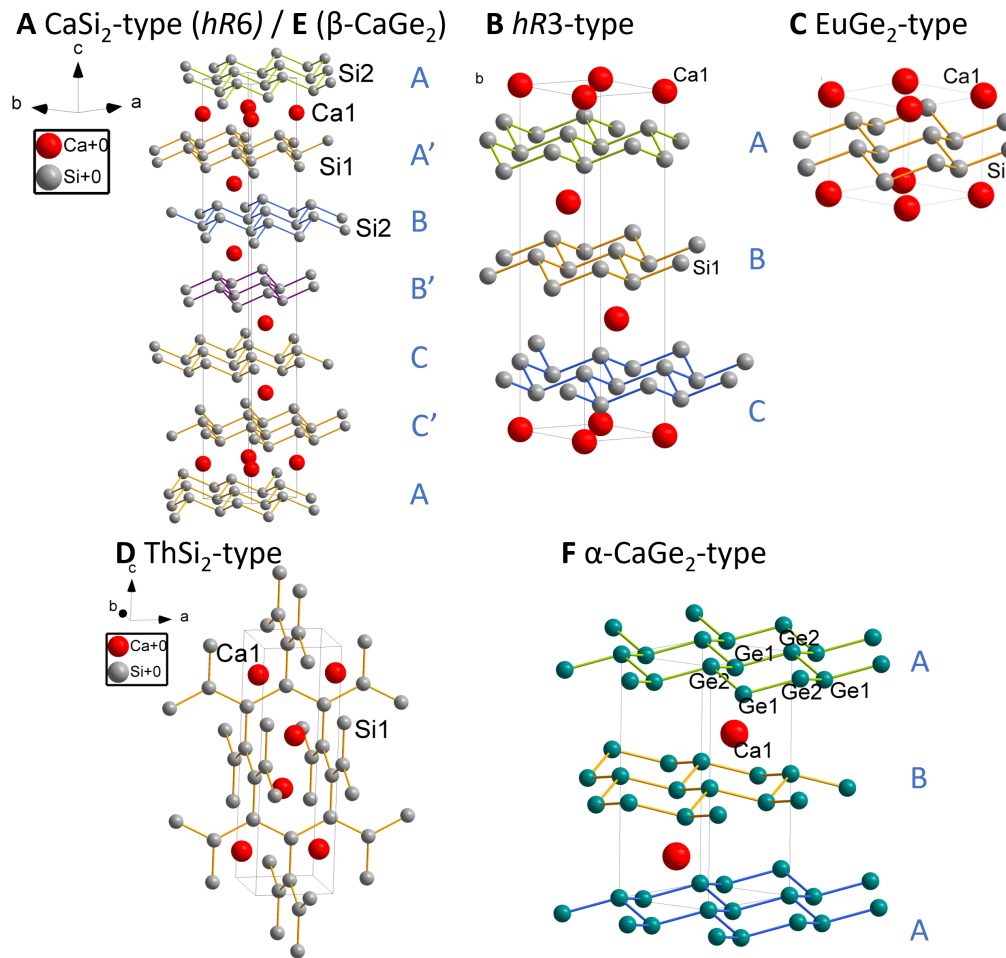 A CaSi₂-type (hR6) / E (β-CaGe₂)
c
b
a
Ca+0
Si+0
Si2
A
Ca1
A’
Si1
B
Si2
B’
C
C’
A
B hR3-type
b
Ca1
A
B
Si1
C
C EuGe₂-type
Ca1
Si
D ThSi₂-type
c
b
a
Ca+0
Si+0
Ca1
Si1
F α-CaGe₂-type
Ge2
Ge1
A
Ge2
Ge2
Ge1
Ge1
Ca1
B
A